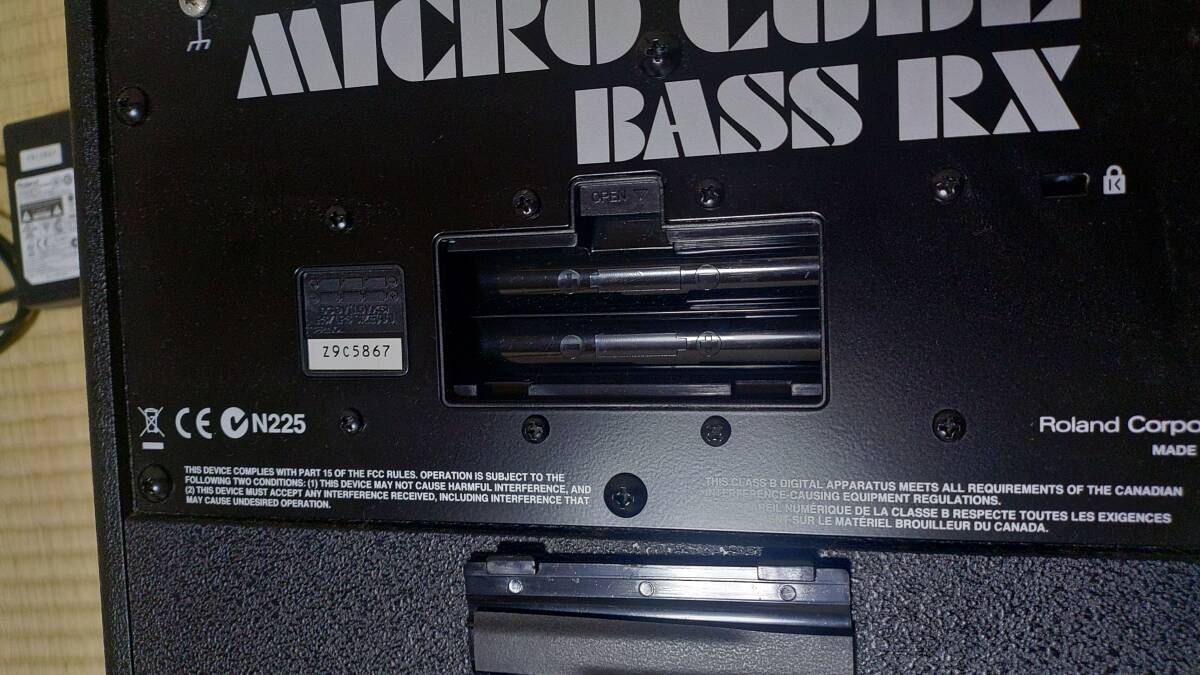 MICRO CUBE
BASS RX
OPEN
Z9C5867
CE N225
Roland Corpo
MADE
THIS DEVICE COMPLIES WITH PART 15 OF THE FCC RULES. OPERATION IS SUBJECT TO THE
FOLLOWING TWO CONDITIONS: (1) THIS DEVICE MAY NOT CAUSE HARMFUL INTERFERENCE, AND
(2) THIS DEVICE MUST ACCEPT ANY INTERFERENCE RECEIVED, INCLUDING INTERFERENCE THAT
MAY CAUSE UNDESIRED OPERATION.
THIS CLASS B DIGITAL APPARATUS MEETS ALL REQUIREMENTS OF THE CANADIAN
-CAUSING EQUIPMENT REGULATIONS.
REIL NUMÉRIQUE DE LA CLASSE B RESPECTE TOUTES LES EXIGENCES
SUR LE MATÉRIEL BROUILLEUR DU CANADA.
Roland